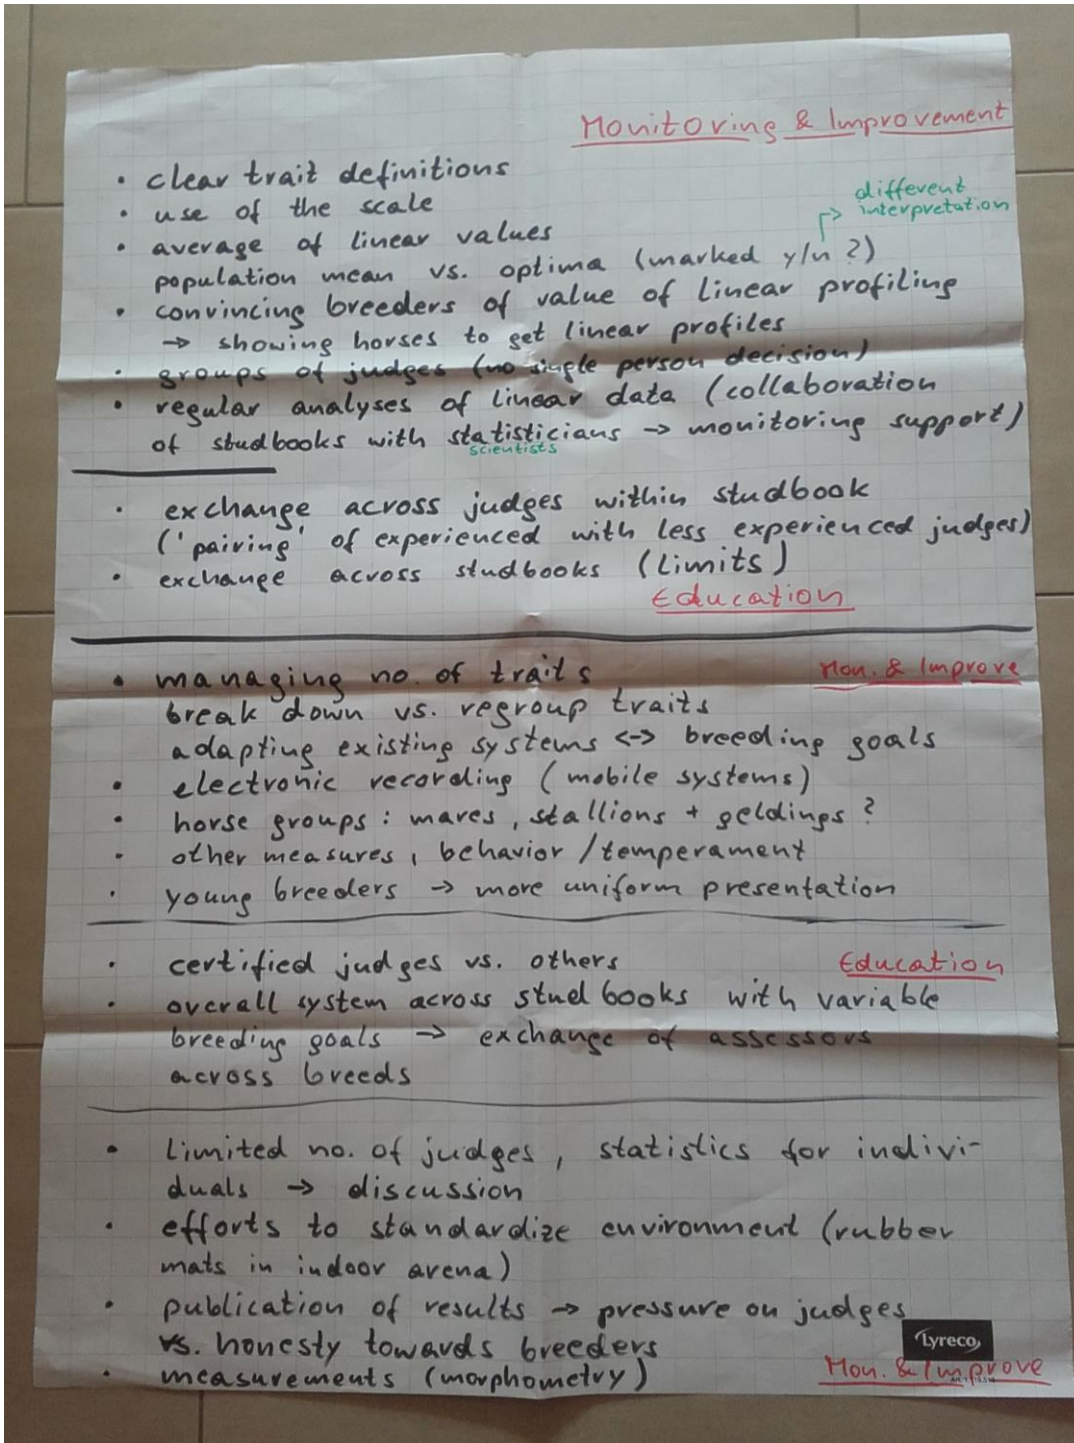 Monitoring & Improvement
• clear trait definitions
different
• use of the scale
interpretation
• average of linear values
population mean vs. optima (marked y/n ?)
• convincing breeders of value of linear profiling
→ showing horses to get linear profiles
• groups of judges (no single person decision)
• regular analyses of linear data (collaboration
of studbooks with statisticians → monitoring support)
scientists
• exchange across judges within studbook
('pairing' of experienced with less experienced judges)
• exchange across studbooks (limits)
Education
• managing no. of traits
Mon. & Improve
break down vs. regroup traits
adapting existing systems <-> breeding goals
• electronic recording (mobile systems)
• horse groups: mares, stallions + geldings?
• other measures, behavior/temperament
• young breeders → more uniform presentation
• certified judges vs. others
Education
• overall system across studbooks with variable
breeding goals → exchange of assessors
across breeds
• limited no. of judges, statistics for indivi-
duals → discussion
• efforts to standardize environment (rubber
mats in indoor arena)
• publication of results → pressure on judges
vs. honesty towards breeders
Lyreco
• measurements (morphometry)
Mon. & Improve